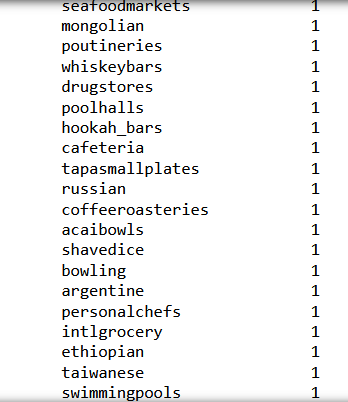 seafoodmarkets 1
mongolian 1
poutineries 1
whiskeybars 1
drugstores 1
poolhalls 1
hookah_bars 1
cafeteria 1
tapasmallplates 1
russian 1
coffeeroasteries 1
acaibowls 1
shavedice 1
bowling 1
argentine 1
personalchefs 1
intlgrocery 1
ethiopian 1
taiwanese 1
swimmingpools 1